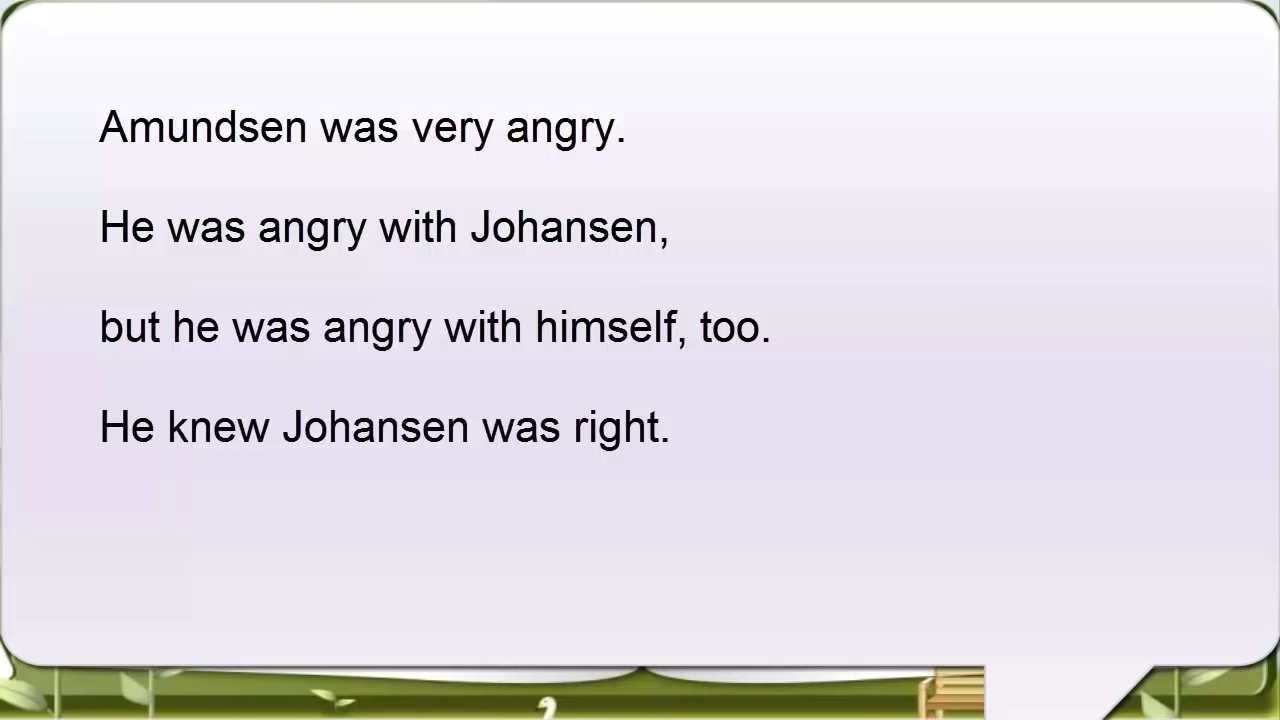 Amundsen was very angry.
He was angry with Johansen,
but he was angry with himself, too.
He knew Johansen was right.